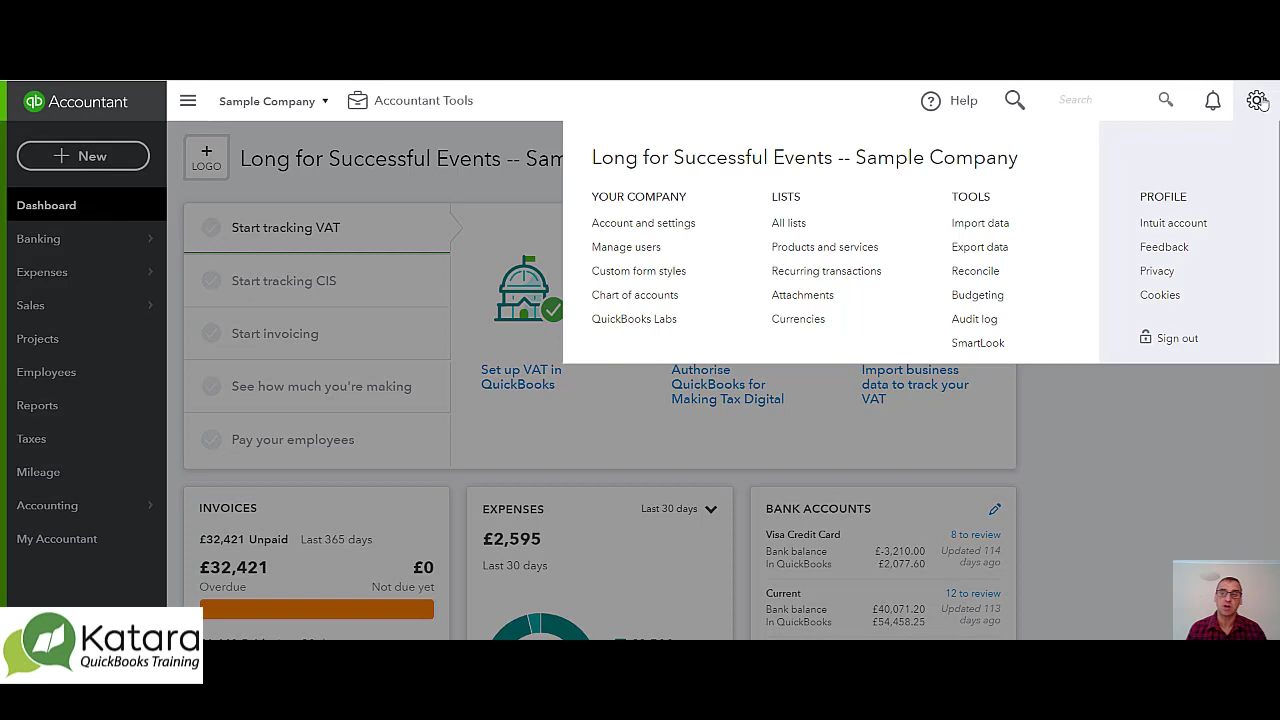 qb Accountant
Sample Company
Accountant Tools
Help
Search
+ New
Dashboard
Banking
Expenses
Sales
Projects
Employees
Reports
Taxes
Mileage
Accounting
My Accountant
+
LOGO
Long for Successful Events -- Sam
Long for Successful Events -- Sample Company
YOUR COMPANY
Account and settings
Manage users
Custom form styles
Chart of accounts
QuickBooks Labs
LISTS
All lists
Products and services
Recurring transactions
Attachments
Currencies
TOOLS
Import data
Export data
Reconcile
Budgeting
Audit log
SmartLook
PROFILE
Intuit account
Feedback
Privacy
Cookies
Sign out
Start tracking VAT
Start tracking CIS
Start invoicing
See how much you're making
Pay your employees
Set up VAT in
QuickBooks
Authorise
QuickBooks for
Making Tax Digital
Import business
data to track your
VAT
INVOICES
£32,421 Unpaid Last 365 days
£32,421 £0
Overdue Not due yet
EXPENSES
Last 30 days
£2,595
Last 30 days
BANK ACCOUNTS
Visa Credit Card 8 to review
Bank balance £-3,210.00 Updated 114
In QuickBooks £2,077.60 days ago
Current 12 to review
Bank balance £40,071.20 Updated 113
In QuickBooks £54,458.25 days ago
Katara
QuickBooks Training